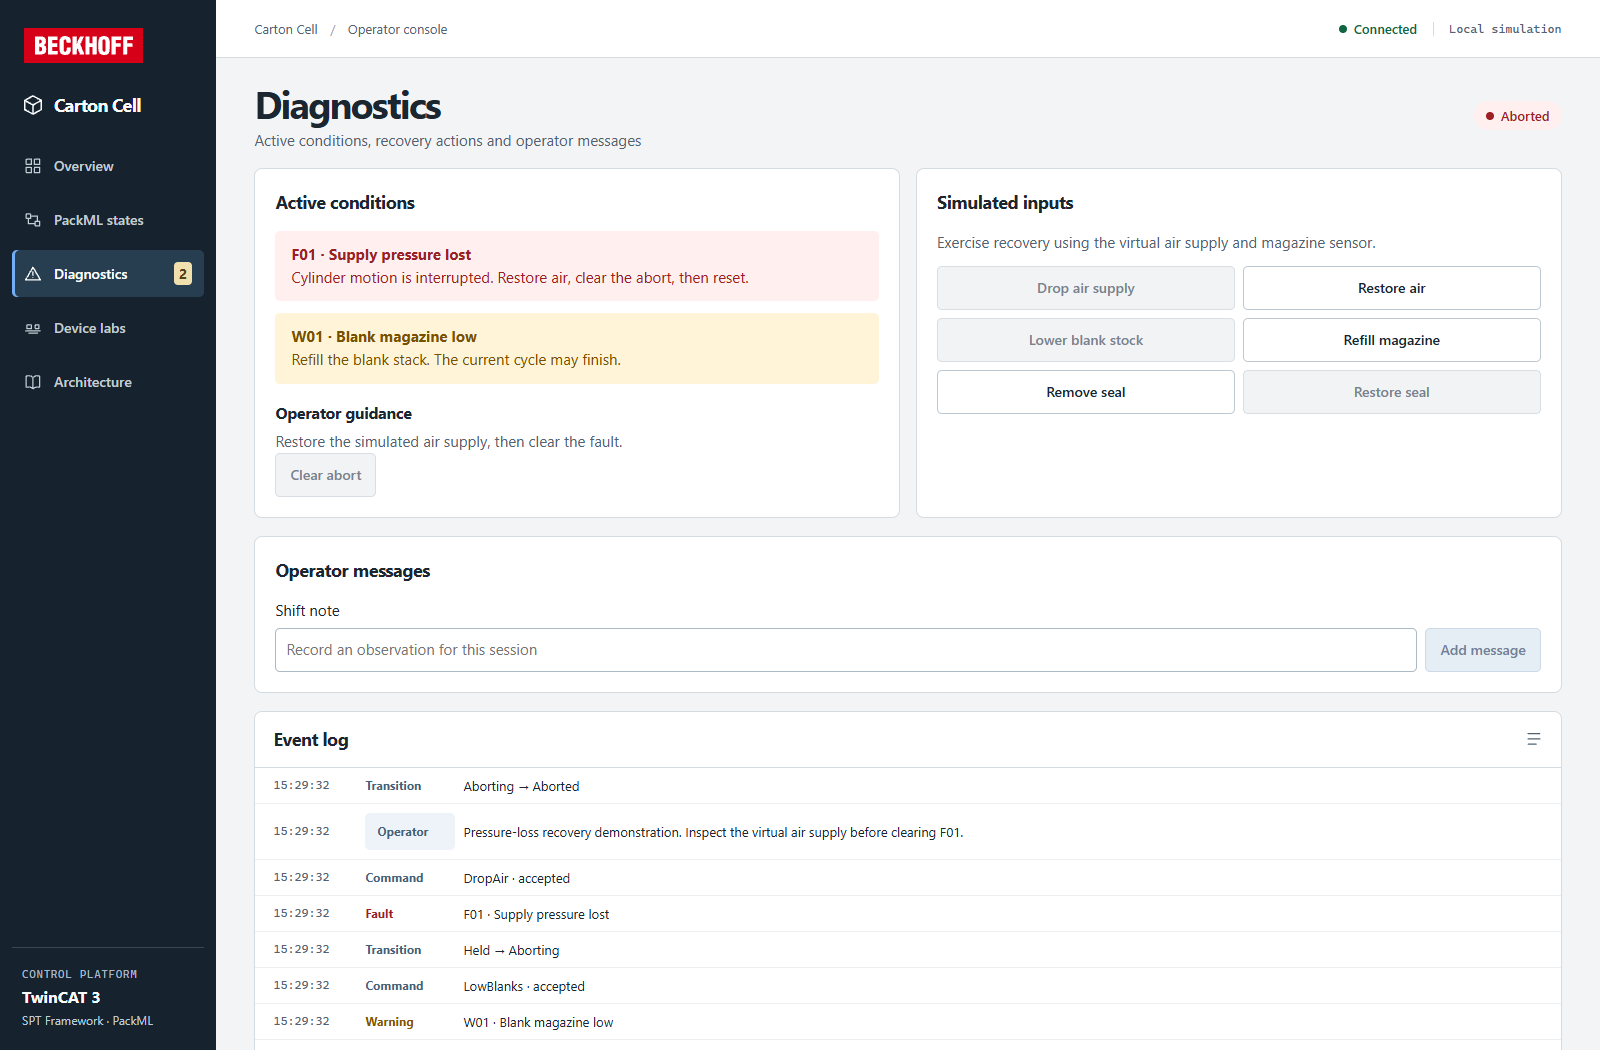 BECKHOFF
Carton Cell
Overview
PackML states
Diagnostics 2
Device labs
Architecture
CONTROL PLATFORM
TwinCAT 3
SPT Framework · PackML
Carton Cell / Operator console
Connected
Local simulation
Diagnostics
Active conditions, recovery actions and operator messages
Aborted
Active conditions
F01 · Supply pressure lost
Cylinder motion is interrupted. Restore air, clear the abort, then reset.
W01 · Blank magazine low
Refill the blank stack. The current cycle may finish.
Operator guidance
Restore the simulated air supply, then clear the fault.
Clear abort
Simulated inputs
Exercise recovery using the virtual air supply and magazine sensor.
Drop air supply
Restore air
Lower blank stock
Refill magazine
Remove seal
Restore seal
Operator messages
Shift note
Record an observation for this session
Add message
Event log
15:29:32 Transition Aborting → Aborted
15:29:32 Operator Pressure-loss recovery demonstration. Inspect the virtual air supply before clearing F01.
15:29:32 Command DropAir · accepted
15:29:32 Fault F01 · Supply pressure lost
15:29:32 Transition Held → Aborting
15:29:32 Command LowBlanks · accepted
15:29:32 Warning W01 · Blank magazine low